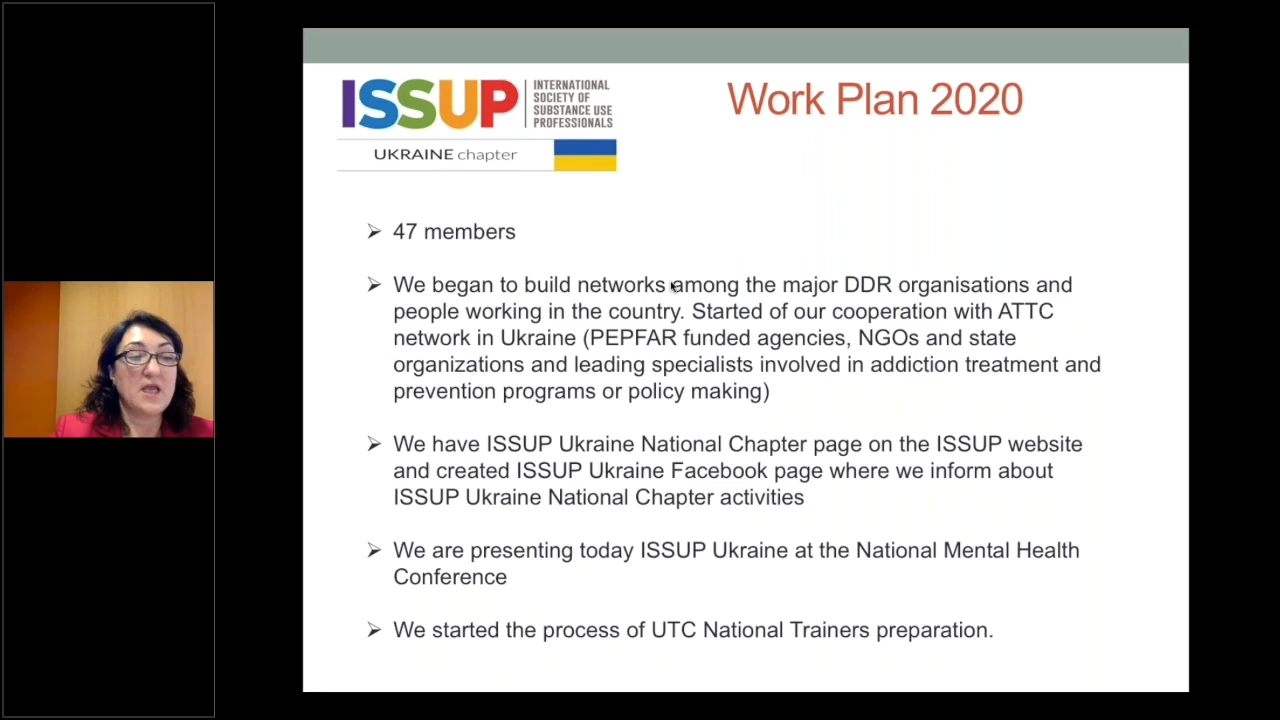 ISSUP
INTERNATIONAL
SOCIETY OF
SUBSTANCE USE
PROFESSIONALS
UKRAINE chapter
Work Plan 2020
47 members
We began to build networks among the major DDR organisations and
people working in the country. Started of our cooperation with ATTC
network in Ukraine (PEPFAR funded agencies, NGOs and state
organizations and leading specialists involved in addiction treatment and
prevention programs or policy making)
We have ISSUP Ukraine National Chapter page on the ISSUP website
and created ISSUP Ukraine Facebook page where we inform about
ISSUP Ukraine National Chapter activities
We are presenting today ISSUP Ukraine at the National Mental Health
Conference
We started the process of UTC National Trainers preparation.